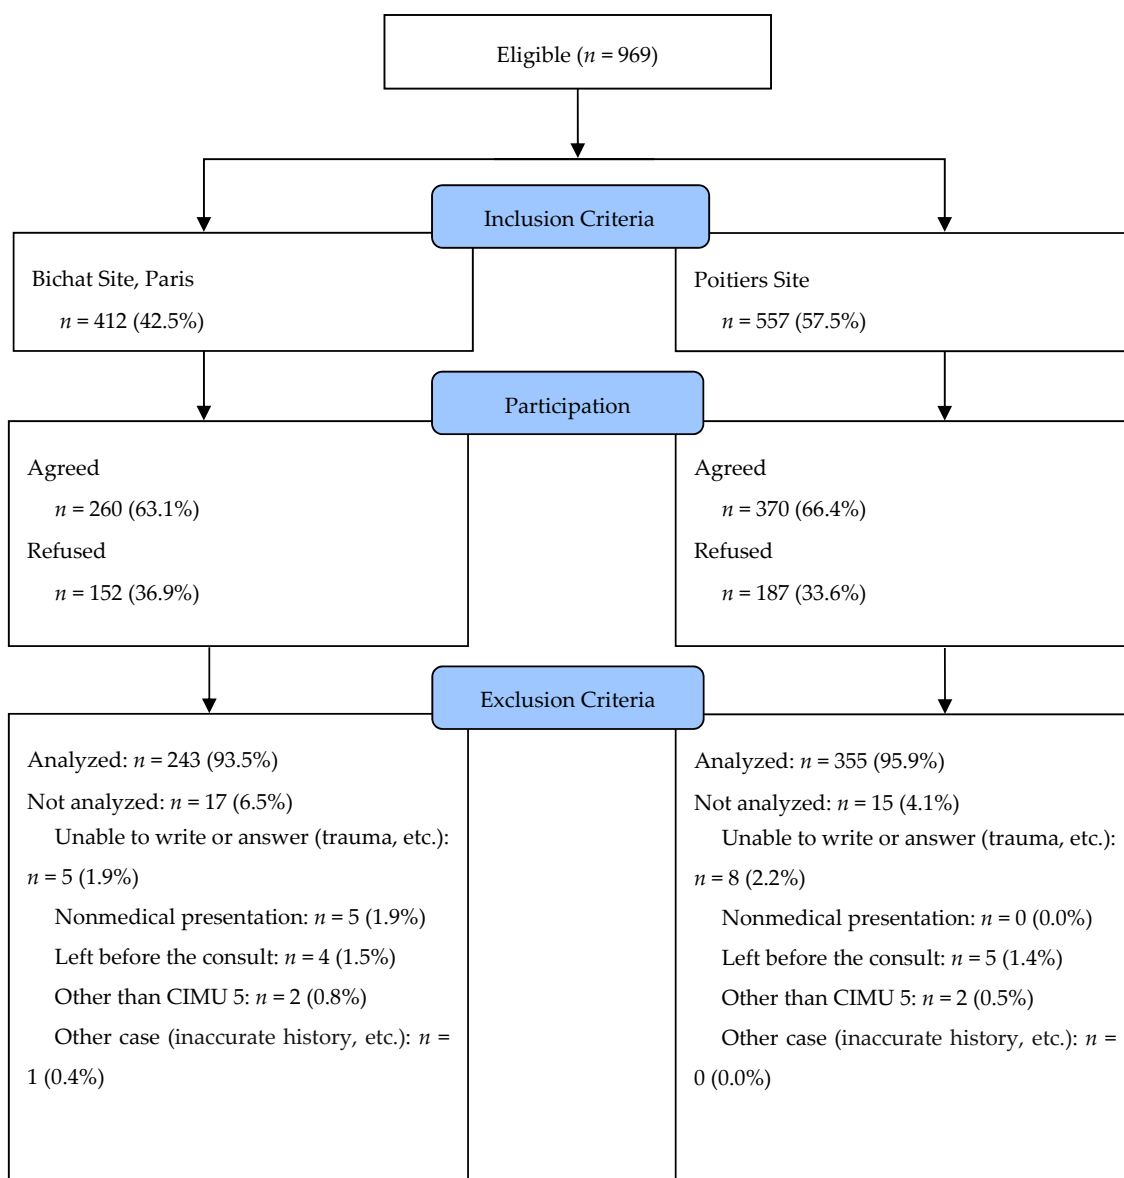 Eligible (n = 969)
Inclusion Criteria
Bichat Site, Paris
n = 412 (42.5%)
Poitiers Site
n = 557 (57.5%)
Participation
Agreed
n = 260 (63.1%)
Refused
n = 152 (36.9%)
Agreed
n = 370 (66.4%)
Refused
n = 187 (33.6%)
Exclusion Criteria
Analyzed: n = 243 (93.5%)
Not analyzed: n = 17 (6.5%)
Unable to write or answer (trauma, etc.):
n = 5 (1.9%)
Nonmedical presentation: n = 5 (1.9%)
Left before the consult: n = 4 (1.5%)
Other than CIMU 5: n = 2 (0.8%)
Other case (inaccurate history, etc.): n =
1 (0.4%)
Analyzed: n = 355 (95.9%)
Not analyzed: n = 15 (4.1%)
Unable to write or answer (trauma, etc.):
n = 8 (2.2%)
Nonmedical presentation: n = 0 (0.0%)
Left before the consult: n = 5 (1.4%)
Other than CIMU 5: n = 2 (0.5%)
Other case (inaccurate history, etc.): n =
0 (0.0%)